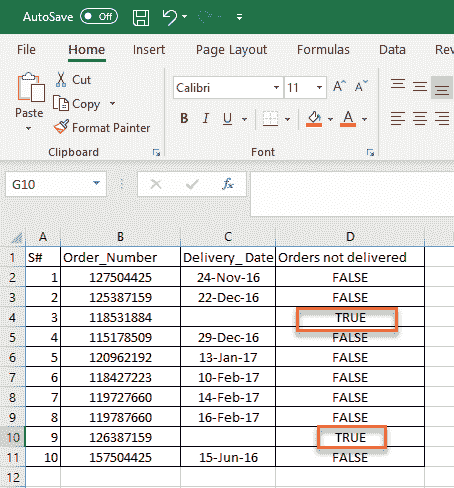 AutoSave Off
File Home Insert Page Layout Formulas Data Rev
Cut
Copy
Format Painter
Paste
Calibri 11 A A
B I U A
Clipboard Font
G10 fx
A B C D
1 S# Order_Number Delivery_ Date Orders not delivered
2 1 127504425 24-Nov-16 FALSE
3 2 125387159 22-Dec-16 FALSE
4 3 118531884 TRUE
5 4 115178509 29-Dec-16 FALSE
6 5 120962192 13-Jan-17 FALSE
7 6 118427223 10-Feb-17 FALSE
8 7 119727660 14-Feb-17 FALSE
9 8 119787660 16-Feb-17 FALSE
10 9 126387159 TRUE
11 10 157504425 15-Jun-16 FALSE
12